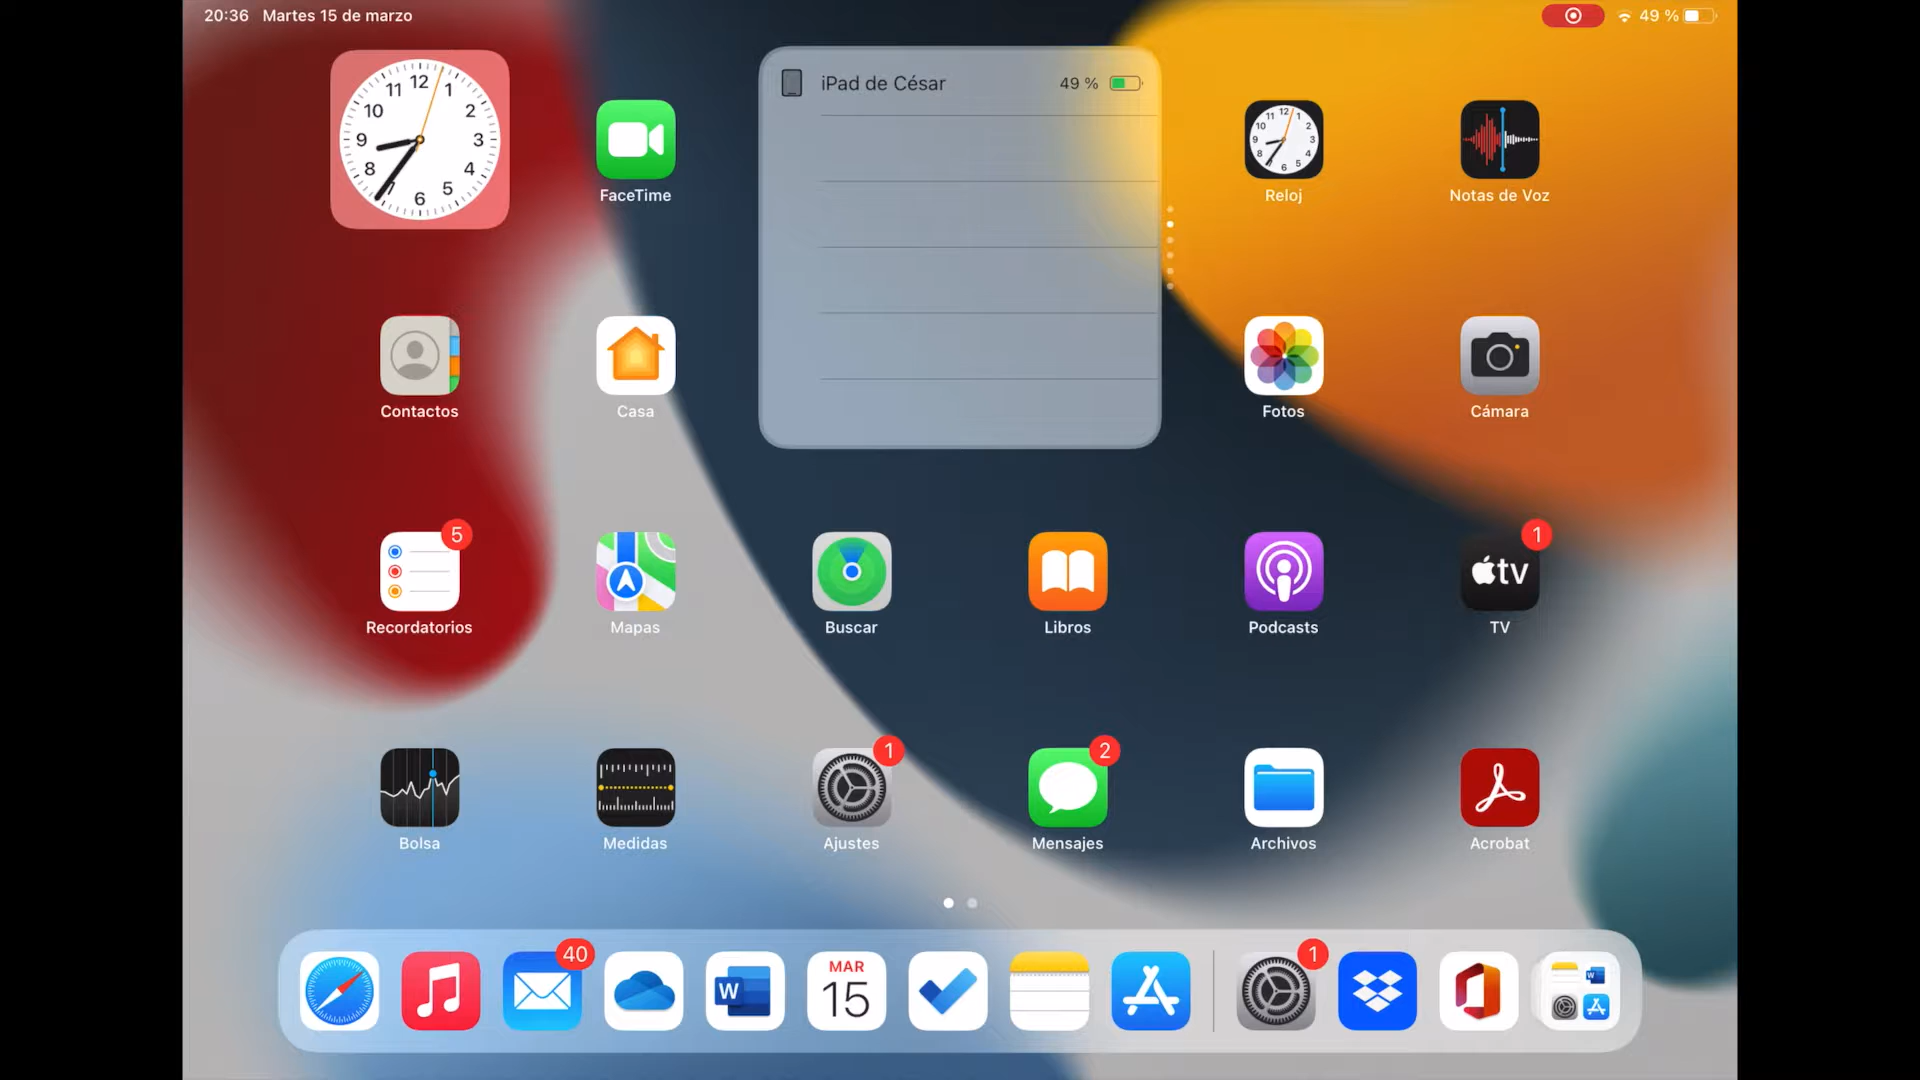 20:36 Martes 15 de marzo
49 %
iPad de César 49 %
12
11 1
10 2
9 3
8 4
7 5
6
FaceTime
Reloj
Notas de Voz
Contactos
Casa
Fotos
Cámara
5
1
tv
Recordatorios
Mapas
Buscar
Libros
Podcasts
TV
1
2
Bolsa
Medidas
Ajustes
Mensajes
Archivos
Acrobat
40
W
MAR
15
1